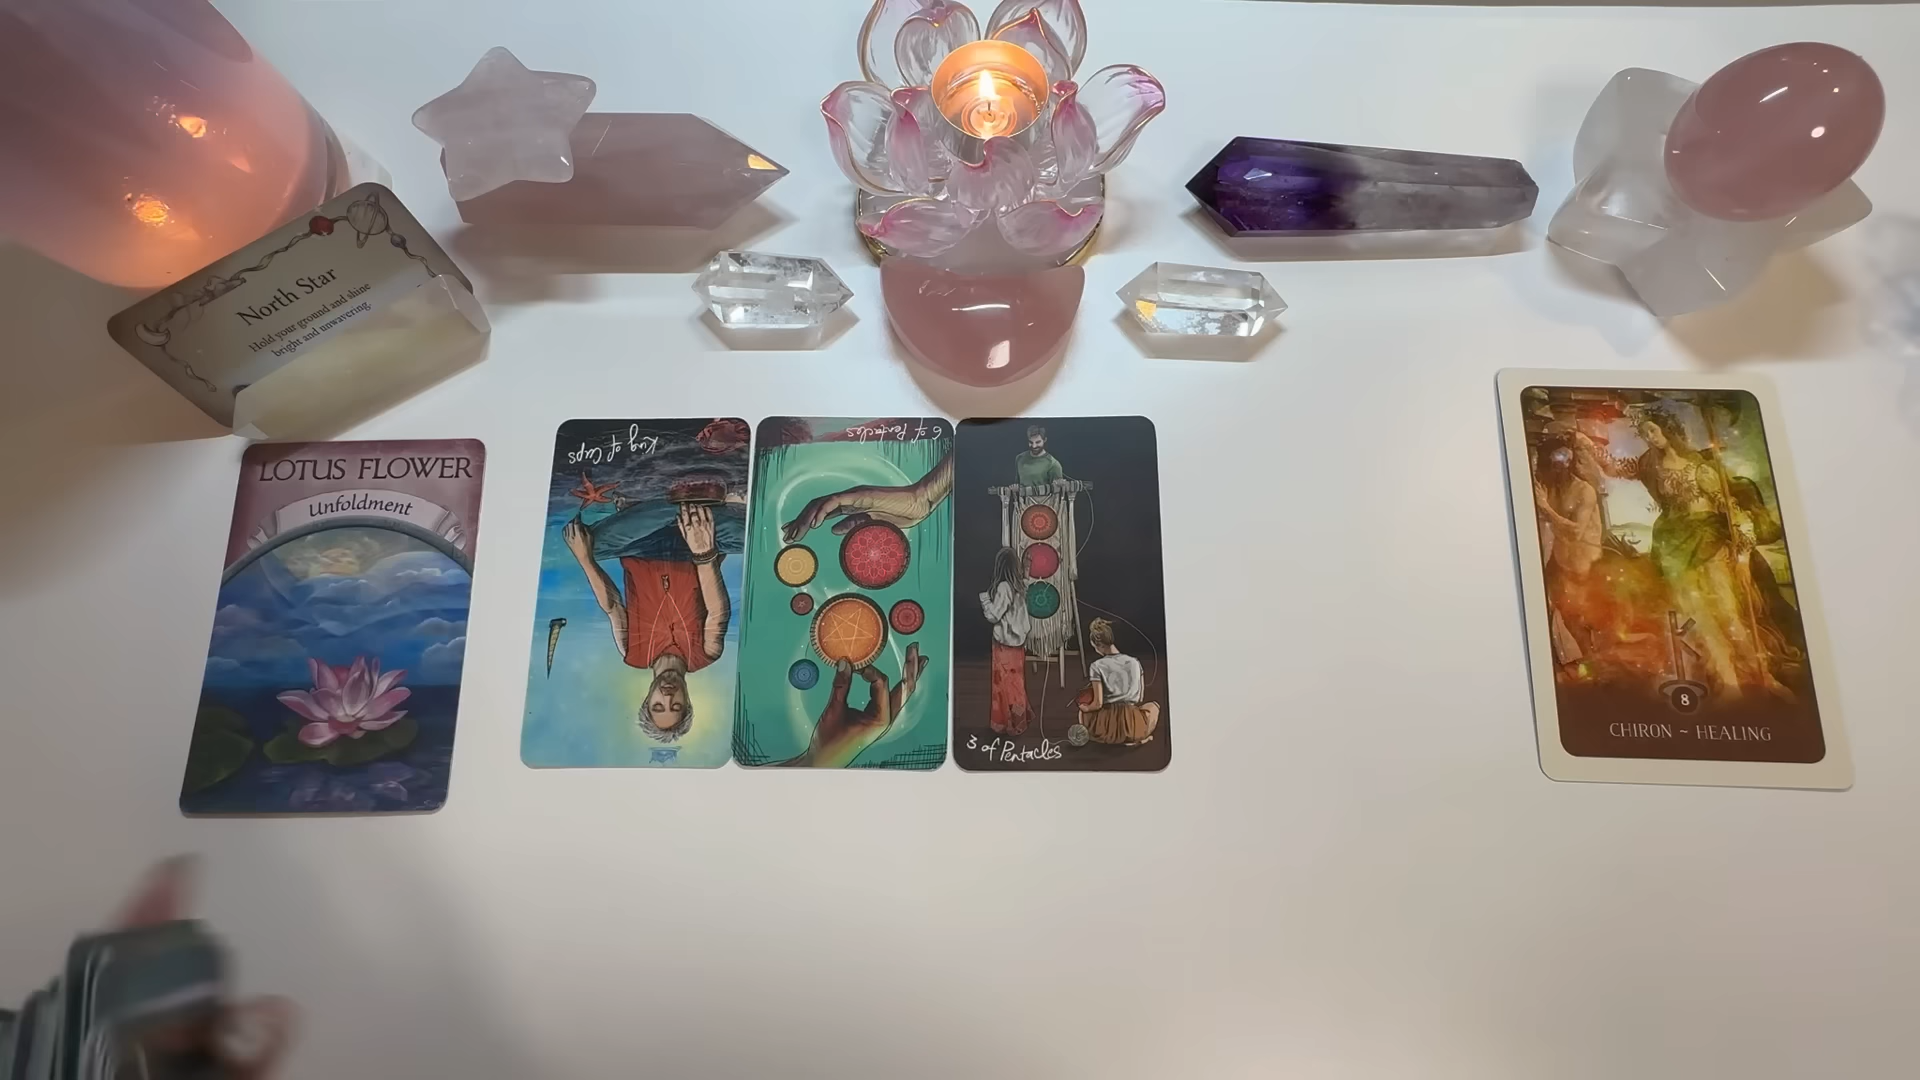 North Star
Hold your ground and shine
bright and unwavering.
LOTUS FLOWER
Unfoldment
King of Cups
6 of Pentacles
3 of Pentacles
8
CHIRON ~ HEALING